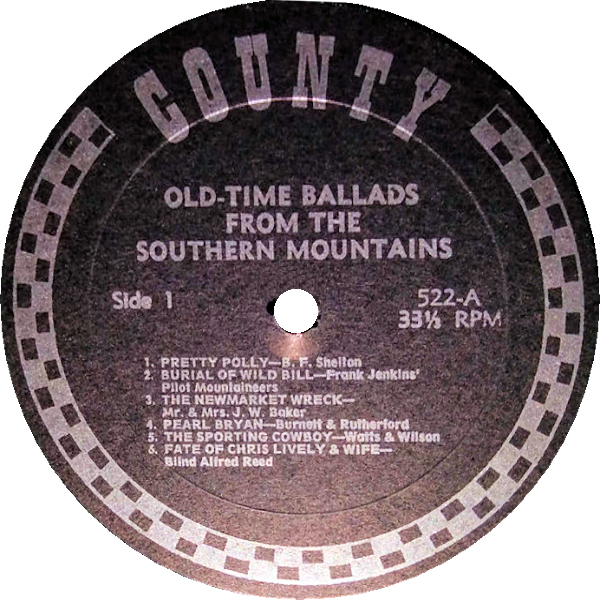 COUNTY
OLD-TIME BALLADS
FROM THE
SOUTHERN MOUNTAINS
Side 1
522-A
33⅓ RPM
1. PRETTY POLLY—B. F. Shelton
2. BURIAL OF WILD BILL—Frank Jenkins'
Pilot Mountaineers
3. THE NEWMARKET WRECK—
Mr. & Mrs. J. W. Baker
4. PEARL BRYAN—Burnett & Rutherford
5. THE SPORTING COWBOY—Watts & Wilson
6. FATE OF CHRIS LIVELY & WIFE—
Blind Alfred Reed